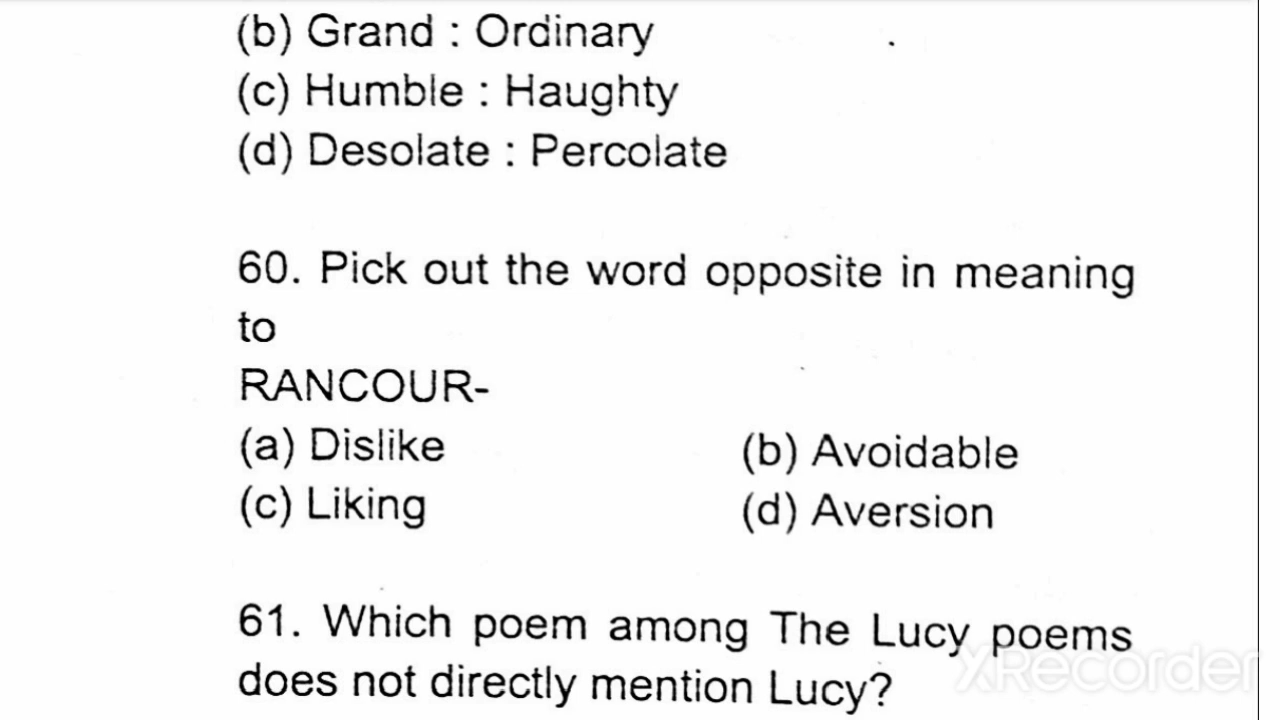 (b) Grand : Ordinary
(c) Humble : Haughty
(d) Desolate : Percolate
60. Pick out the word opposite in meaning
to
RANCOUR-
(a) Dislike (b) Avoidable
(c) Liking (d) Aversion
61. Which poem among The Lucy poems
does not directly mention Lucy?
XRecorder